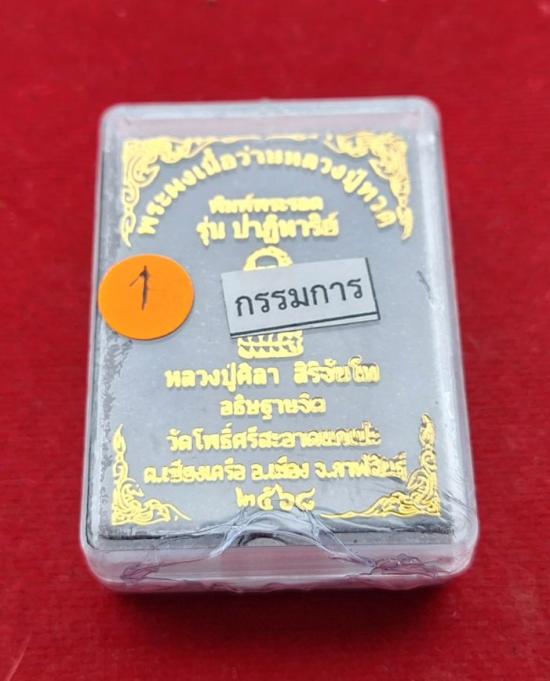 พระผงเนื้อว่านหลวงปู่ทวด
พิมพ์พระรอด
รุ่น ปาฏิหาริย์
1
กรรมการ
หลวงปู่ศิลา สิริจันโท
อธิษฐานจิต
วัดโพธิ์ศรีสะอาดแกเปะ
ต.เชียงเครือ อ.เมือง จ.กาฬสินธุ์
๒๕๖๘